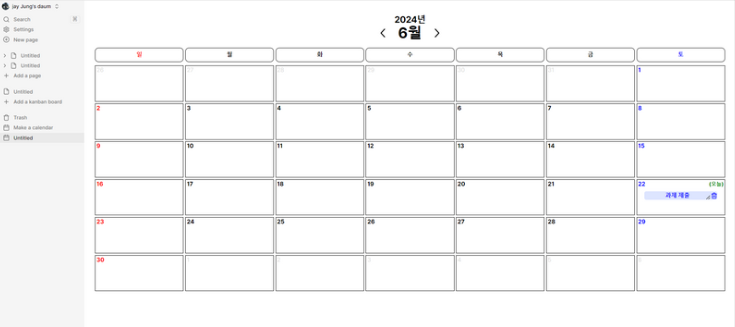 jay Jung's daum
Search
⌘
Settings
New page
Untitled
Untitled
Add a page
Untitled
Add a kanban board
Trash
Make a calendar
Untitled
2024년
< 6월 >
일 월 화 수 목 금 토
26 27 28 29 30 31 1
2 3 4 5 6 7 8
9 10 11 12 13 14 15
16 17 18 19 20 21 22 (오늘)
과제 제출
23 24 25 26 27 28 29
30 1 2 3 4 5 6